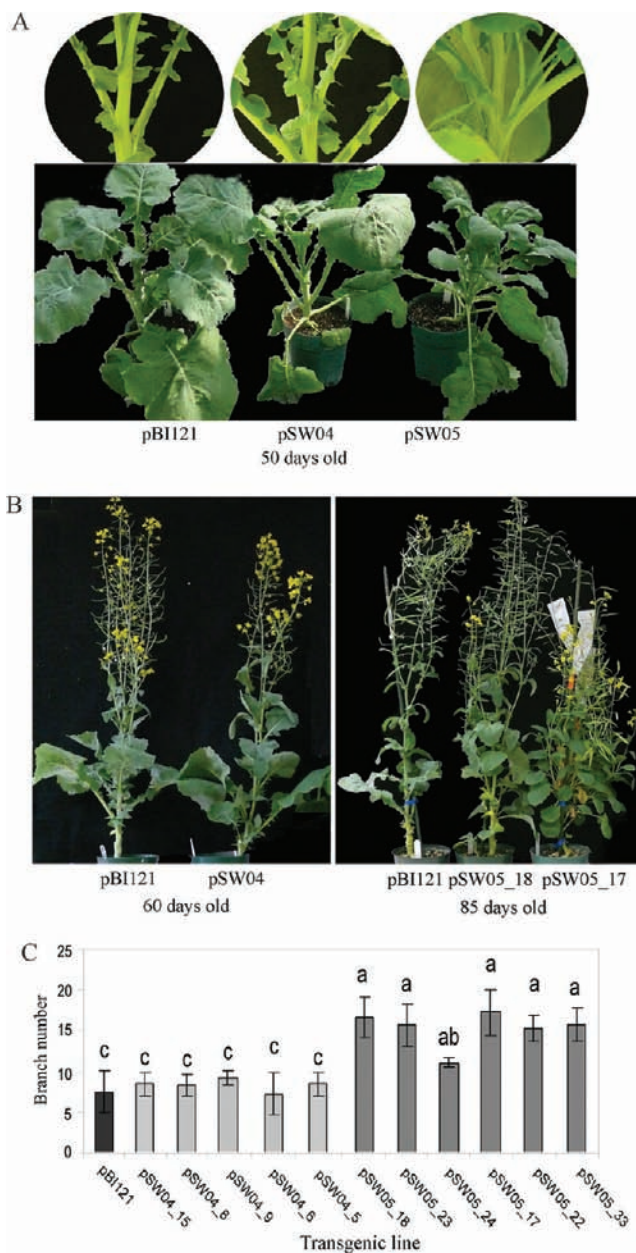 A
pBI121 pSW04 pSW05
50 days old
B
pBI121 pSW04
60 days old
pBI121 pSW05_18 pSW05_17
85 days old
C
Branch number
25
20
15
10
5
0
c c c c c c a a ab a a a
pBI121 pSW04_15 pSW04_8 pSW04_9 pSW04_6 pSW04_5 pSW05_18 pSW05_23 pSW05_24 pSW05_17 pSW05_22 pSW05_33
Transgenic line